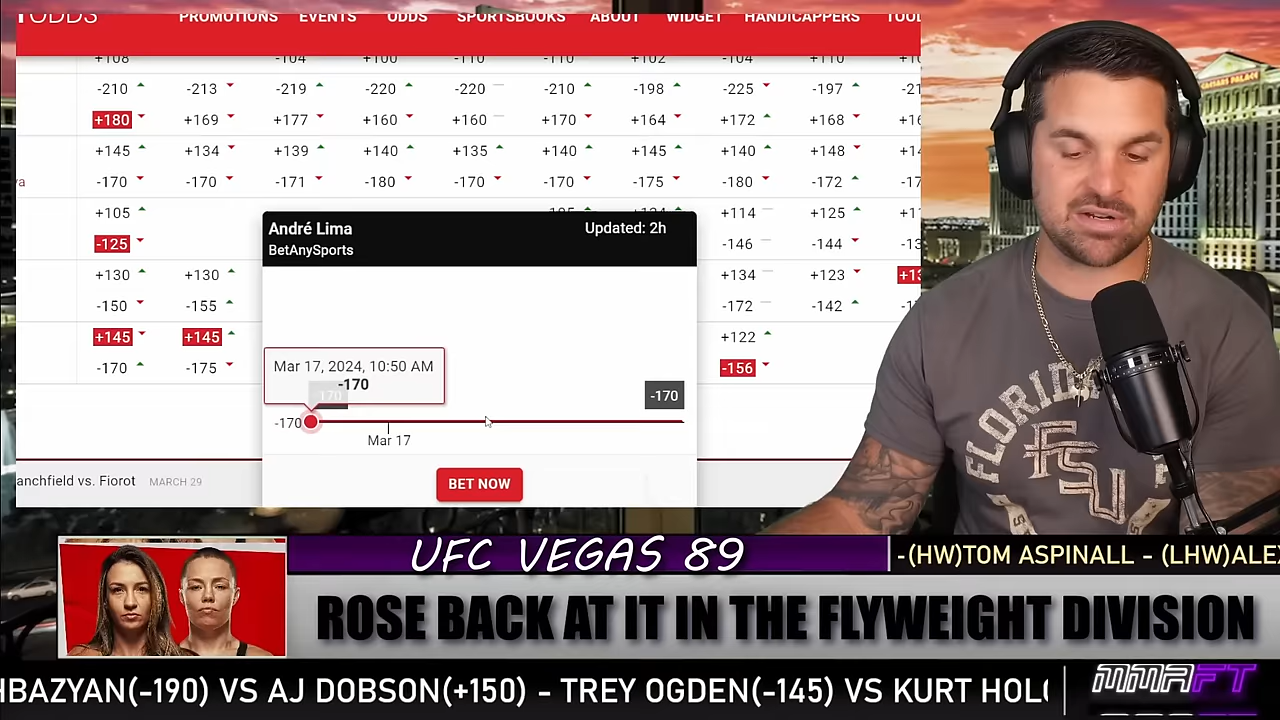 ODDS
PROMOTIONS EVENTS ODDS SPORTSBOOKS ABOUT WIDGET HANDICAPPERS
+108 -104 +100 -110 -110 +102 -104 +110
-210 -213 -219 -220 -220 -210 -198 -225 -197
+180 +169 +177 +160 +160 +170 +164 +172 +168
+145 +134 +139 +140 +135 +140 +145 +140 +148
-170 -170 -171 -180 -170 -170 -175 -180 -172
+105 +114 +125
-125 -146 -144
+130 +130 +134 +123
-150 -155 -172 -142
+145 +145 +122
-170 -175 -156
André Lima
Updated: 2h
BetAnySports
Mar 17, 2024, 10:50 AM
-170
-170
-170
Mar 17
BET NOW
anchfield vs. Fiorot MARCH 29
CAESARS PALACE
FLORIDA
FSU
UFC VEGAS 89
-(HW)TOM ASPINALL - (LHW)ALE
ROSE BACK AT IT IN THE FLYWEIGHT DIVISION
HBAZYAN(-190) VS AJ DOBSON(+150) - TREY OGDEN(-145) VS KURT HOL
MMAFT